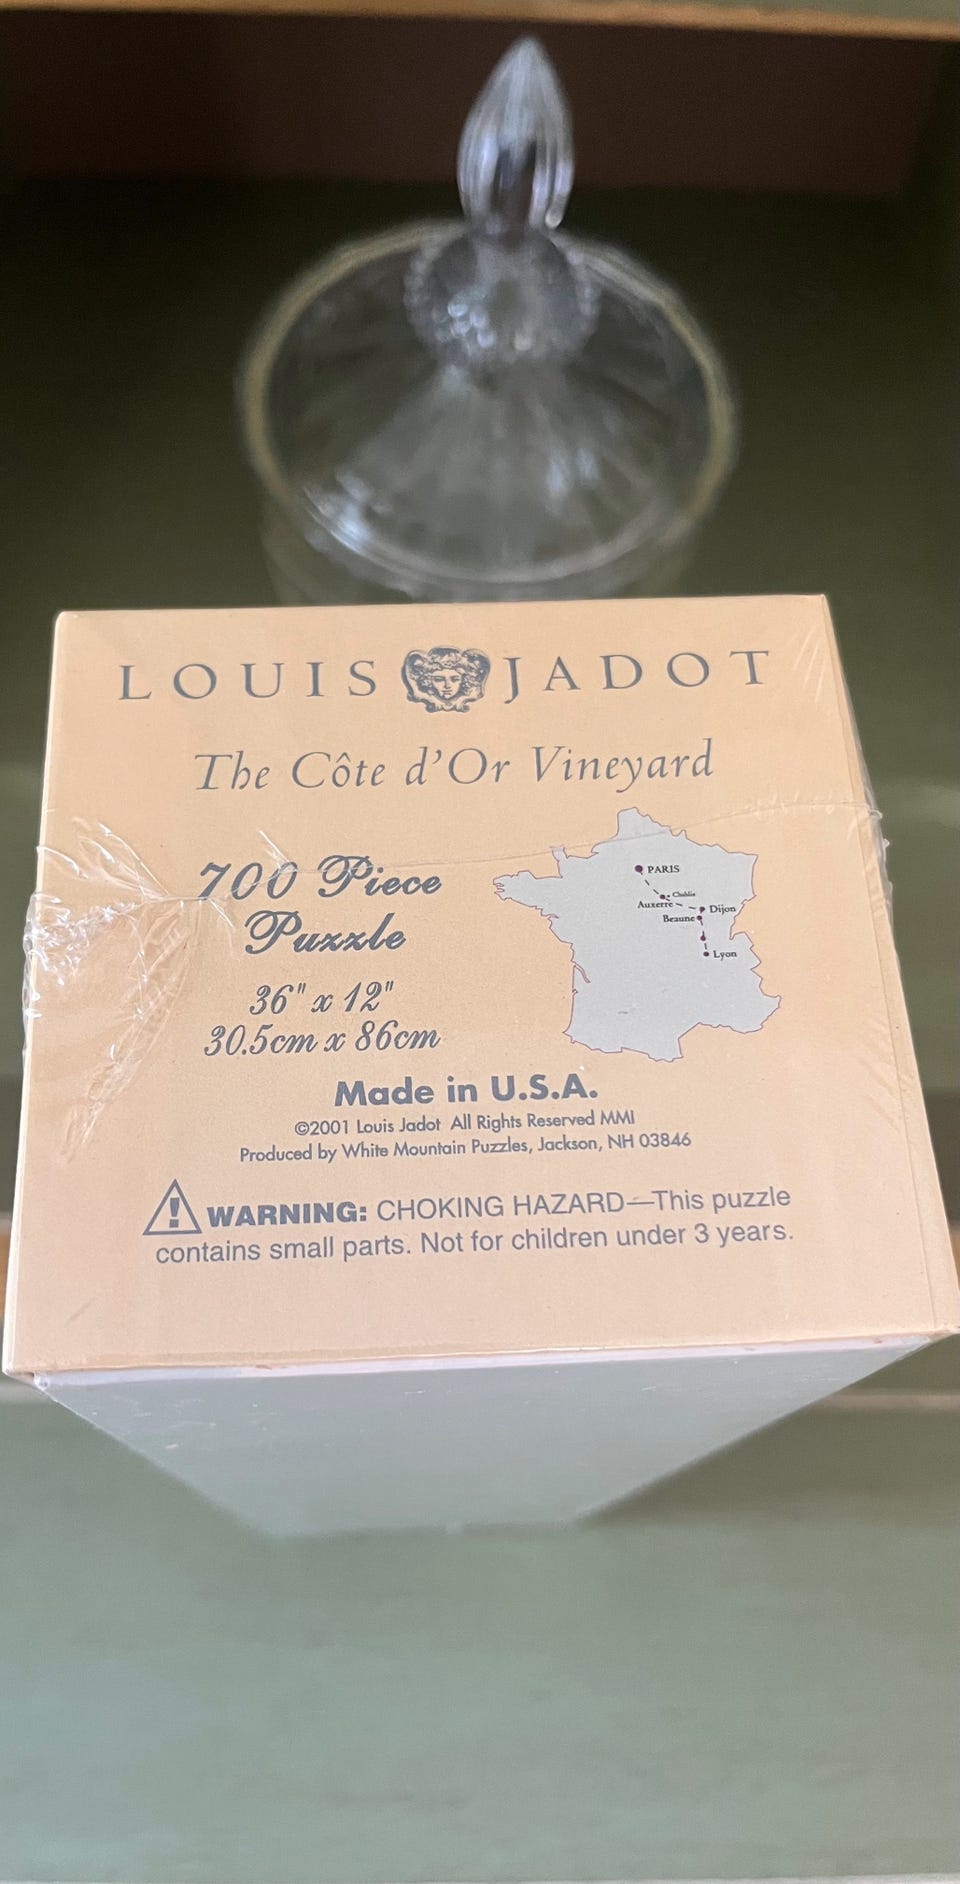 LOUIS JADOT
The Côte d'Or Vineyard
700 Piece
Puzzle
36" x 12"
30.5cm x 86cm
PARIS
Chablis
Auxerre
Dijon
Beaune
Lyon
Made in U.S.A.
©2001 Louis Jadot All Rights Reserved MMI
Produced by White Mountain Puzzles, Jackson, NH 03846
WARNING: CHOKING HAZARD—This puzzle
contains small parts. Not for children under 3 years.